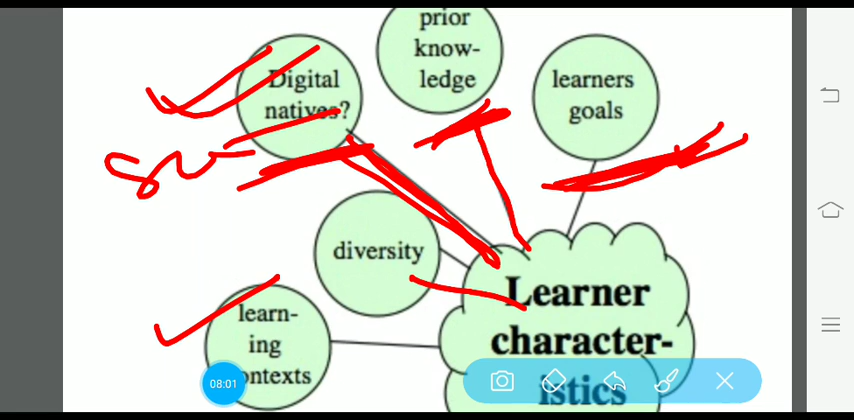 prior
know-
ledge
Digital
natives?
learners
goals
diversity
learn-
ing
contexts
Learner
character-
istics
08:01